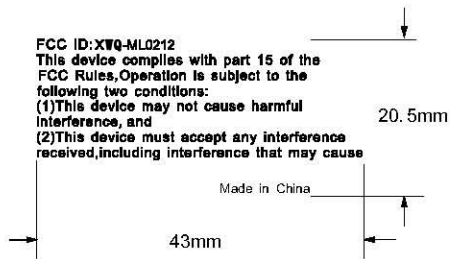 FCC ID:XWQ-ML0212
This device complies with part 15 of the
FCC Rules,Operation is subject to the
following two conditions:
(1)This device may not cause harmful
interference, and
(2)This device must accept any interference
received,including interference that may cause
20.5mm
Made in China
43mm